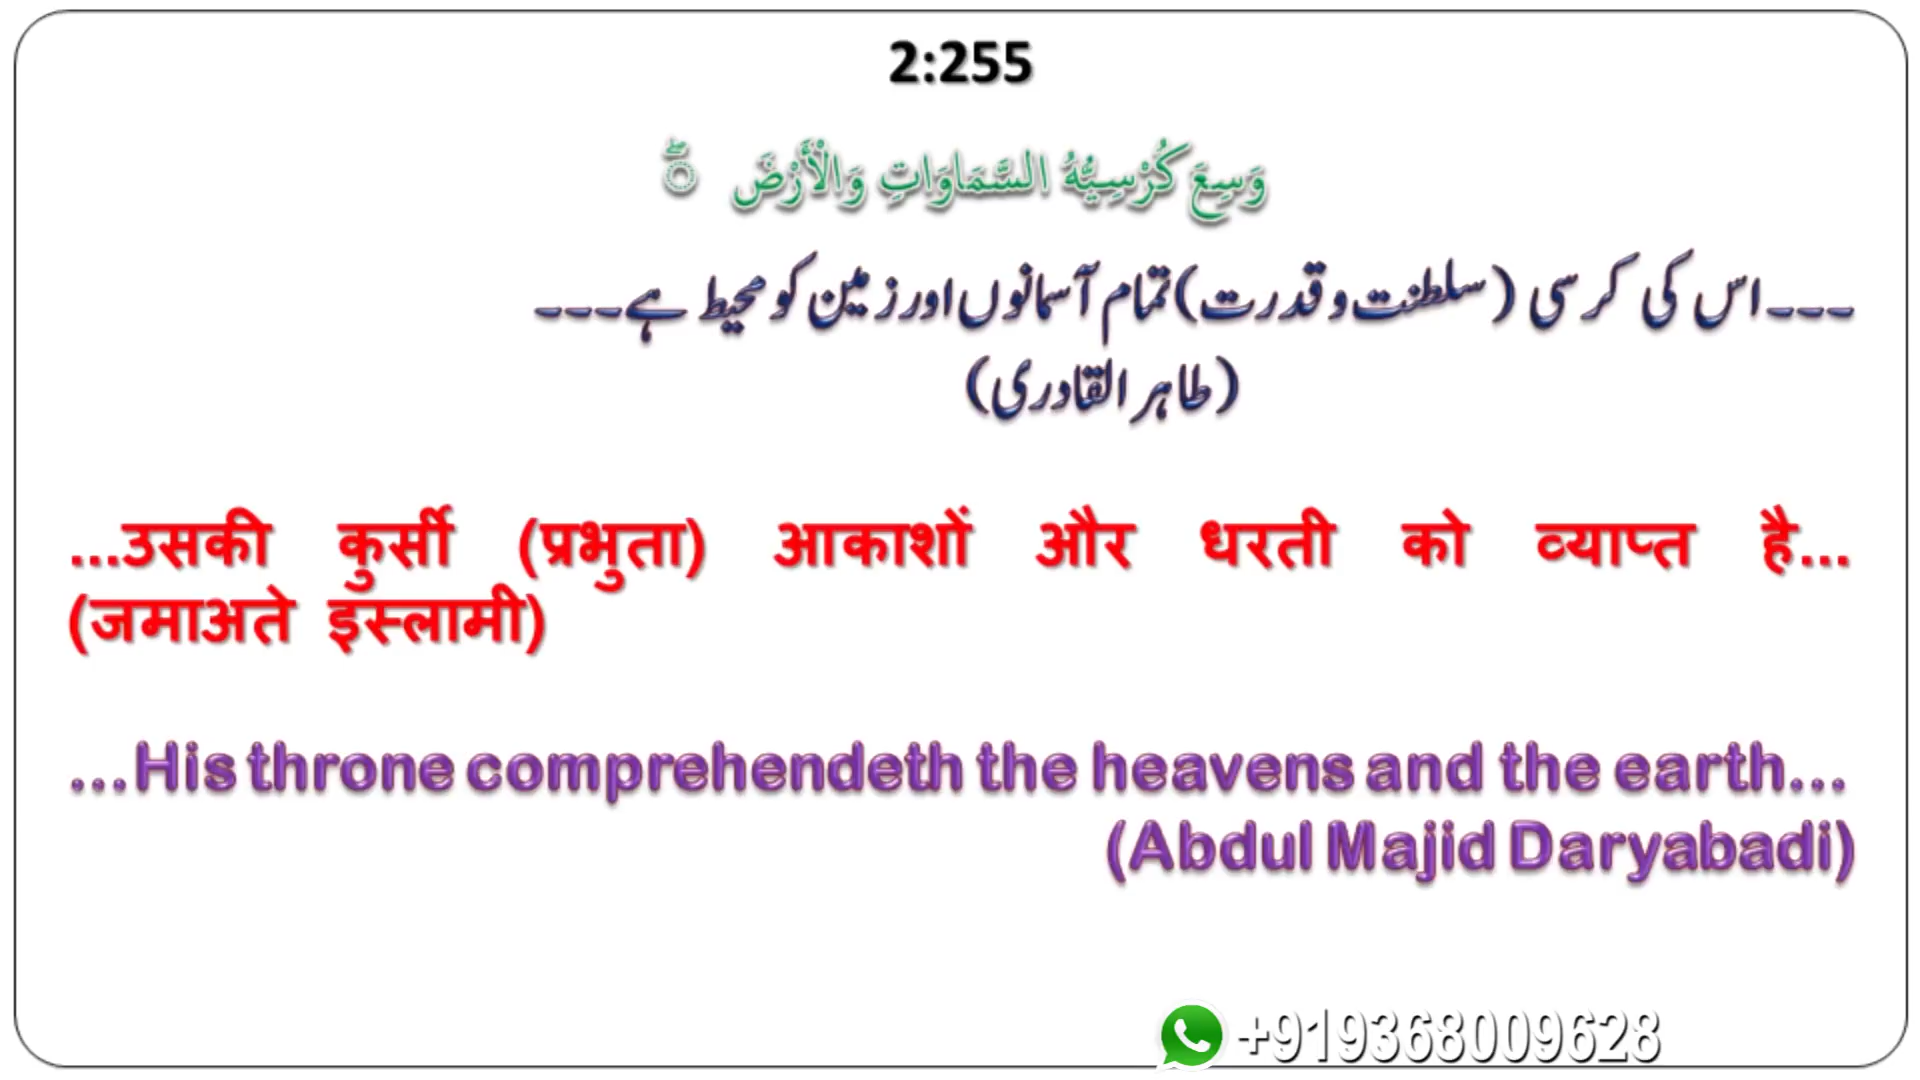 2:255
وَسِعَ كُرْسِيُّهُ السَّمَاوَاتِ وَالْأَرْضَ ۖ
۔۔۔اس کی کرسی (سلطنت و قدرت)تمام آسمانوں اور زمین کو محیط ہے۔۔۔
(طاہر القادری)
...उसकी कुर्सी (प्रभुता) आकाशों और धरती को व्याप्त है...
(जमाअते इस्लामी)
...His throne comprehendeth the heavens and the earth...
(Abdul Majid Daryabadi)
+919368009628